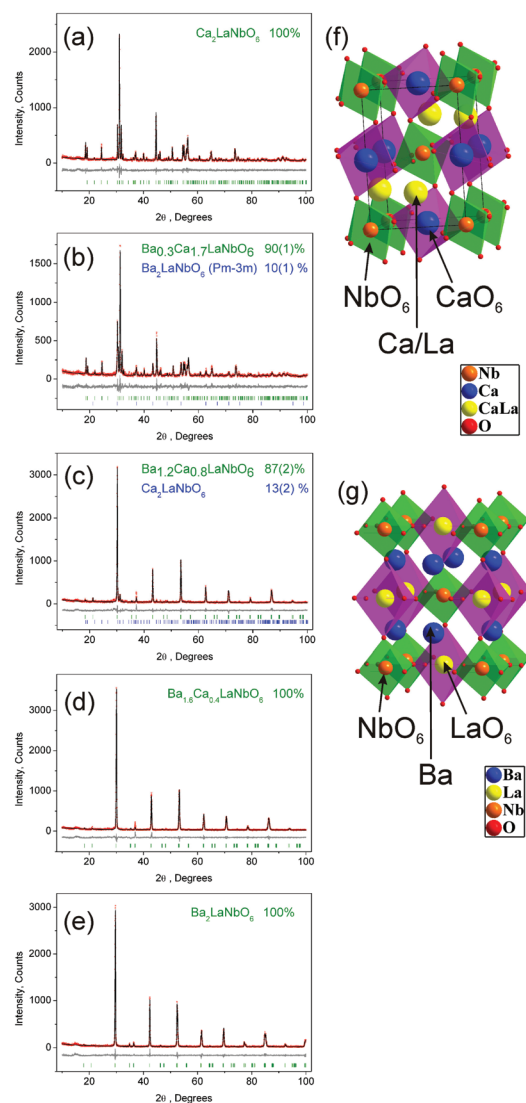 (a)
Ca2LaNbO6 100%
Intensity, Counts
2000
1000
0
20 40 60 80 100
2θ , Degrees
(b)
Ba0.3Ca1.7LaNbO6 90(1) %
Ba2LaNbO6 (Pm-3m) 10(1) %
Intensity, Counts
1500
1000
500
0
20 40 60 80 100
2θ , Degrees
(c)
Ba1.2Ca0.8LaNbO6 87(2) %
Ca2LaNbO6 13(2) %
Intensity, Counts
3000
2000
1000
0
20 40 60 80 100
2θ , Degrees
(d)
Ba1.6Ca0.4LaNbO6 100%
Intensity, Counts
3000
2000
1000
0
20 40 60 80 100
2θ , Degrees
(e)
Ba2LaNbO6 100%
Intensity, Counts
3000
2000
1000
0
20 40 60 80 100
2θ , Degrees
(f)
NbO6
CaO6
Ca/La
Nb
Ca
CaLa
O
(g)
NbO6
LaO6
Ba
Ba
La
Nb
O